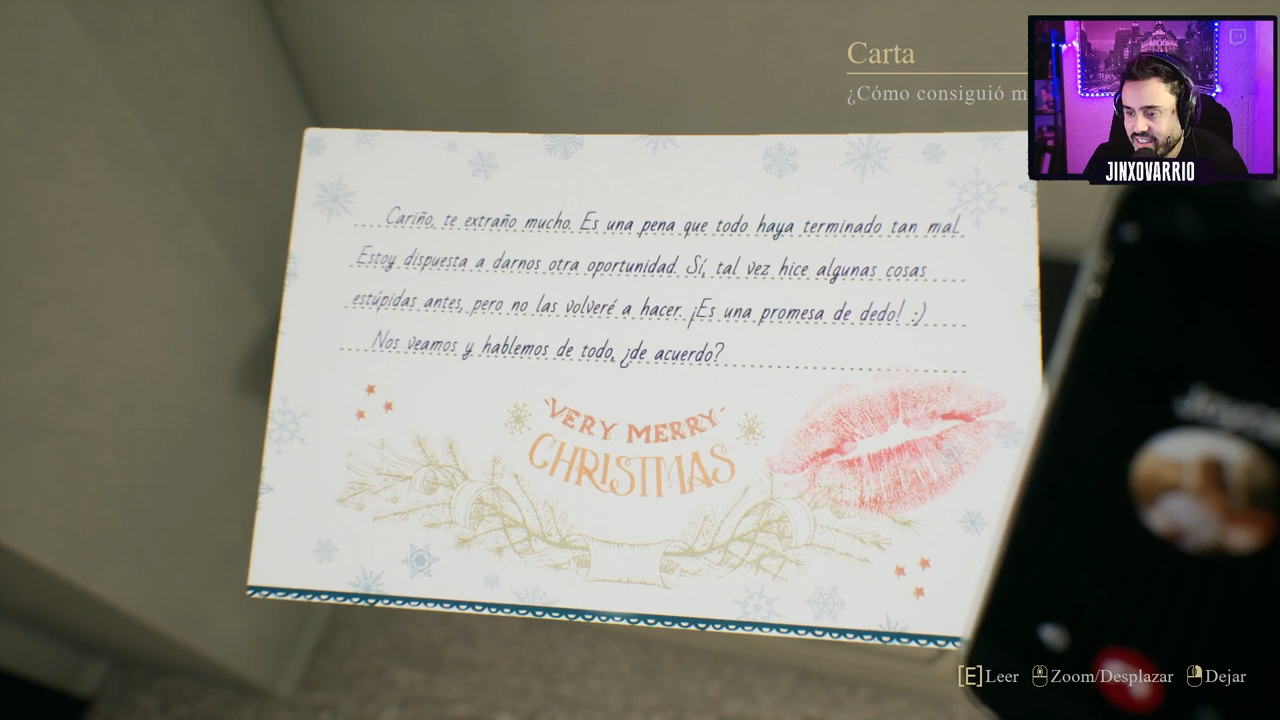 Carta
¿Cómo consiguió m
JINXOVARRIO
Cariño, te extraño mucho. Es una pena que todo haya terminado tan mal.
Estoy dispuesta a darnos otra oportunidad. Sí, tal vez hice algunas cosas
estúpidas antes, pero no las volveré a hacer. ¡Es una promesa de dedo! :)
Nos veamos y hablemos de todo, ¿de acuerdo?
VERY MERRY
CHRISTMAS
[E] Leer Zoom/Desplazar Dejar